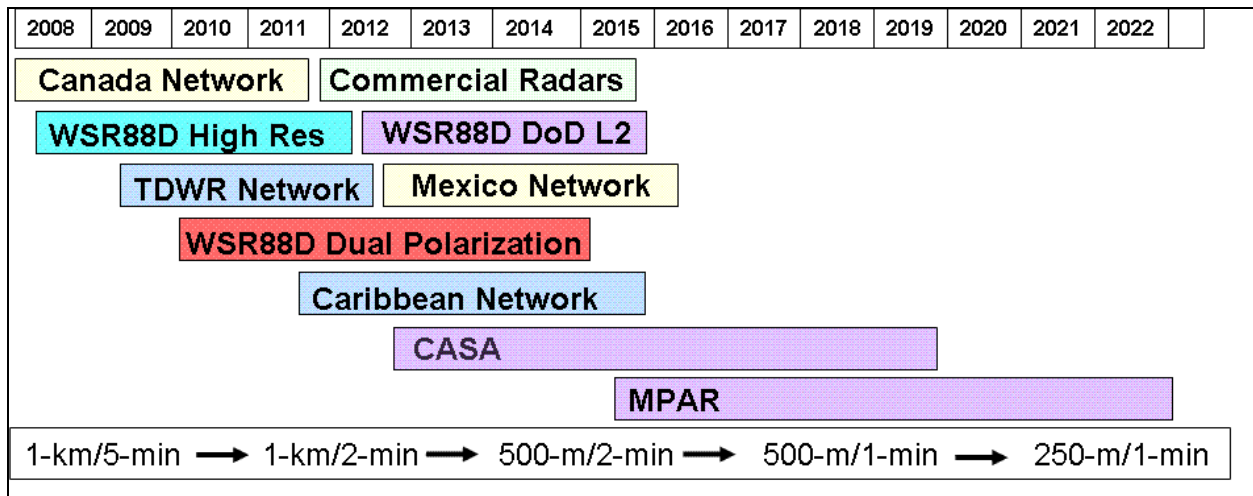 2008 2009 2010 2011 2012 2013 2014 2015 2016 2017 2018 2019 2020 2021 2022
Canada Network Commercial Radars
WSR88D High Res WSR88D DoD L2
TDWR Network Mexico Network
WSR88D Dual Polarization
Caribbean Network
CASA
MPAR
1-km/5-min → 1-km/2-min → 500-m/2-min → 500-m/1-min → 250-m/1-min